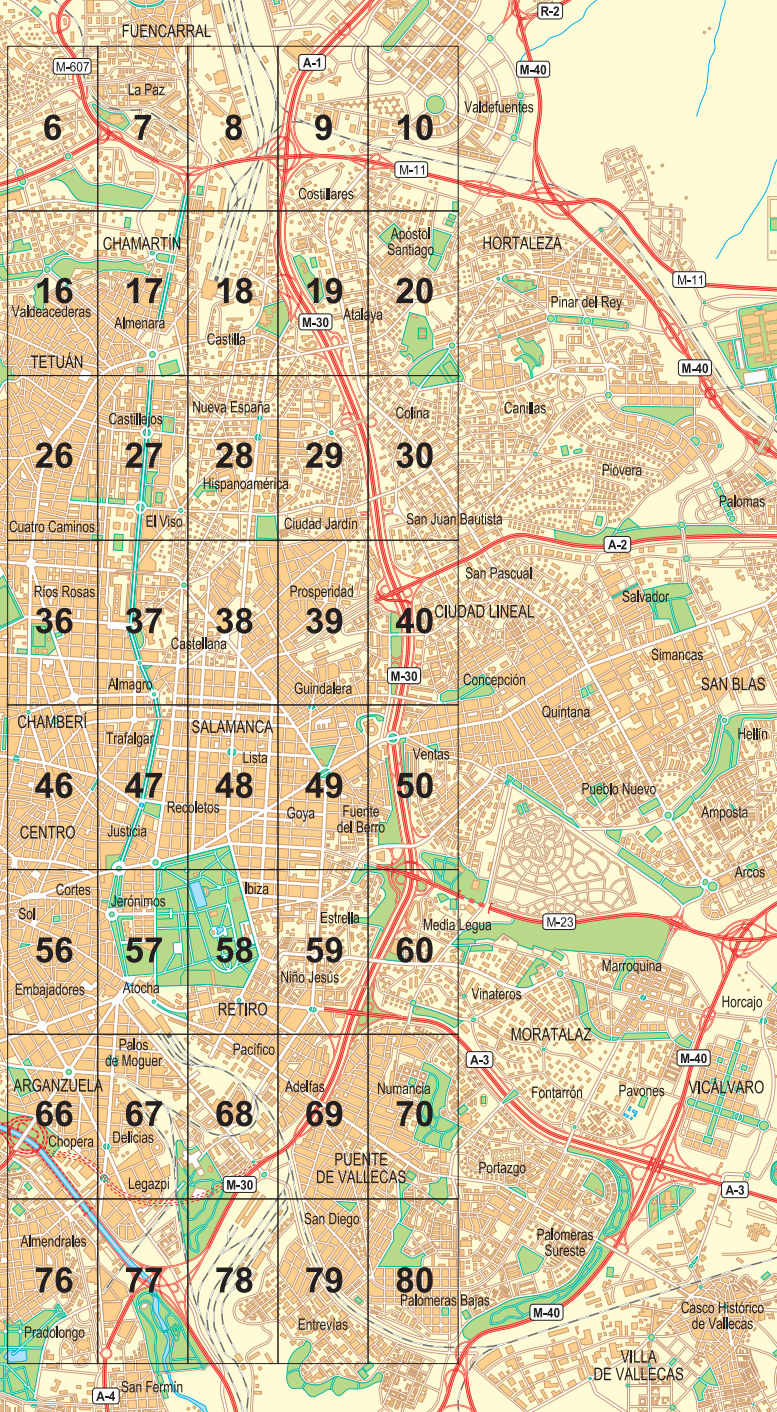 R-2
FUENCARRAL
M-607
A-1
M-40
La Paz
Valdefuentes
6
7
8
9
10
M-11
Costillares
CHAMARTÍN
Apóstol
Santiago
HORTALEZA
M-11
16
17
18
19
20
Valdeacederas
Almenara
Castilla
M-30
Atalaya
Pinar del Rey
TETUÁN
M-40
Castillejos
Nueva España
Colina
Canillas
26
27
28
29
30
Hispanoamérica
Piovera
Palomas
Cuatro Caminos
El Viso
Ciudad Jardín
San Juan Bautista
A-2
San Pascual
Ríos Rosas
Prosperidad
Salvador
36
37
38
39
40
CIUDAD LINEAL
Castellana
Simancas
M-30
Almagro
Guindalera
Concepción
SAN BLAS
Quintana
CHAMBERÍ
Trafalgar
SALAMANCA
Hellín
Lista
Ventas
46
47
48
49
50
Pueblo Nuevo
Recoletos
Goya
Fuente
del Berro
Amposta
CENTRO
Justicia
Arcos
Cortes
Jerónimos
Ibiza
Sol
Estrella
Media Legua
M-23
56
57
58
59
60
Marroquina
Embajadores
Atocha
Niño Jesús
Vinateros
Horcajo
RETIRO
MORATALAZ
Palos
de Moguer
Pacífico
A-3
M-40
ARGANZUELA
Adelfas
Numancia
Fontarrón
Pavones
VICÁLVARO
66
67
68
69
70
Chopera
Delicias
PUENTE
DE VALLECAS
Portazgo
Legazpi
M-30
A-3
San Diego
Almendrales
Palomeras
Sureste
76
77
78
79
80
Palomeras Bajas
M-40
Casco Histórico
de Vallecas
Pradolongo
Entrevías
VILLA
DE VALLECAS
A-4
San Fermín